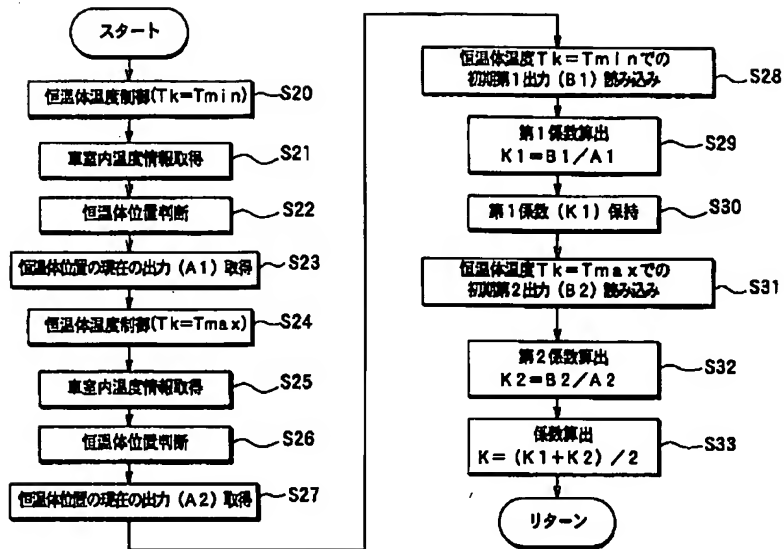 スタート
恒温体温度制御(Tk=Tmin)
S20
車室内温度情報取得
S21
恒温体位置判断
S22
恒温体位置の現在の出力(A1)取得
S23
恒温体温度制御(Tk=Tmax)
S24
車室内温度情報取得
S25
恒温体位置判断
S26
恒温体位置の現在の出力(A2)取得
S27
恒温体温度Tk=Tminでの
初期第1出力(B1)読み込み
S28
第1係数算出
K1=B1/A1
S29
第1係数(K1)保持
S30
恒温体温度Tk=Tmaxでの
初期第2出力(B2)読み込み
S31
第2係数算出
K2=B2/A2
S32
係数算出
K=(K1+K2)/2
S33
リターン